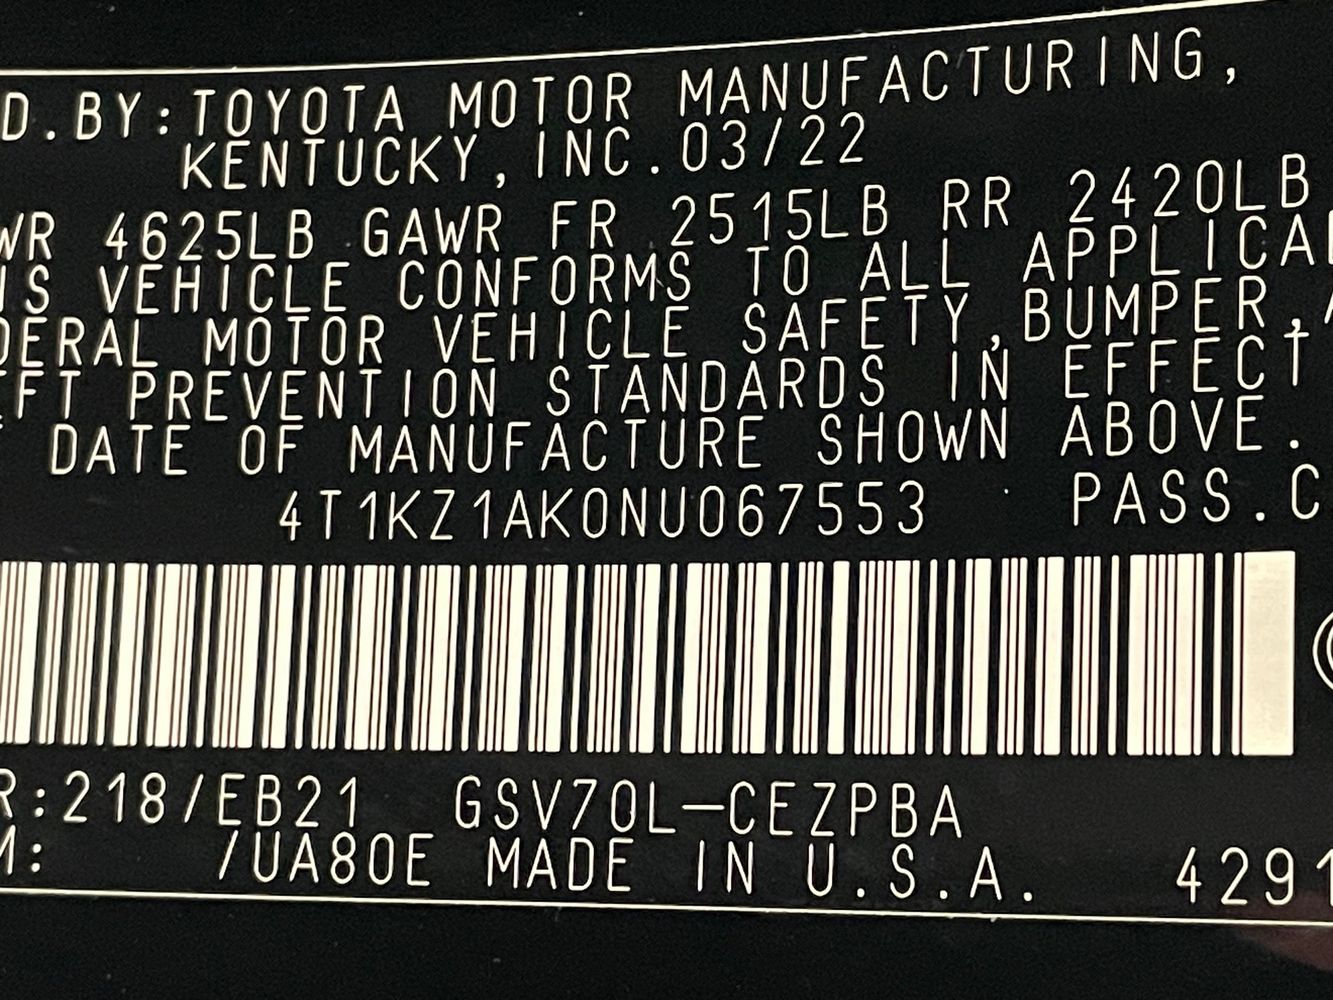 D.BY:TOYOTA MOTOR MANUFACTURING,
KENTUCKY,INC.03/22
WR 4625LB GAWR FR 2515LB RR 2420LB
IS VEHICLE CONFORMS TO ALL APPLICA
DERAL MOTOR VEHICLE SAFETY,BUMPER,A
EFT PREVENTION STANDARDS IN EFFECT
DATE OF MANUFACTURE SHOWN ABOVE.
4T1KZ1AK0NU067553 PASS.C
R:218/EB21 GSV70L-CEZPBA
M: /UA80E MADE IN U.S.A. 4291